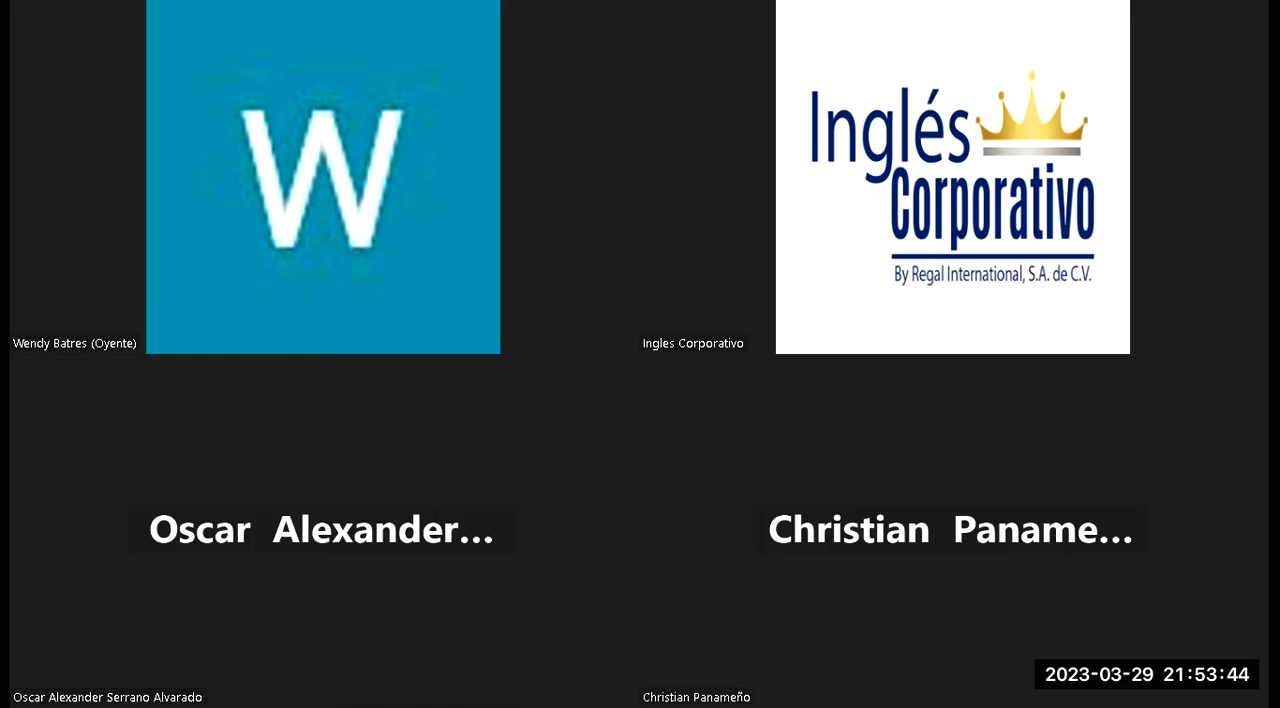 W
Inglés
Corporativo
By Regal International, S.A. de C.V.
Wendy Batres (Oyente)
Ingles Corporativo
Oscar Alexander...
Christian Paname...
2023-03-29 21:53:44
Oscar Alexander Serrano Alvarado
Christian Panameño